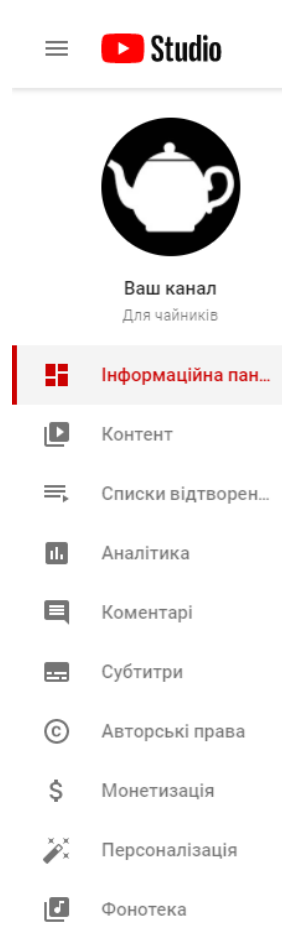 Studio
Ваш канал
Для чайників
Інформаційна пан...
Контент
Списки відтворен...
Аналітика
Коментарі
Субтитри
Авторські права
Монетизація
Персоналізація
Фонотека